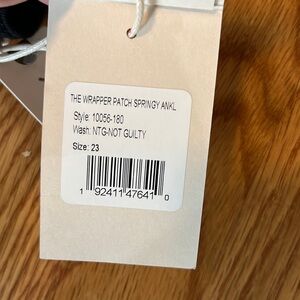 THE WRAPPER PATCH SPRINGY ANKL
Style: 10056-180
Wash: NTG-NOT GUILTY
Size: 23
1 92411 47641 0